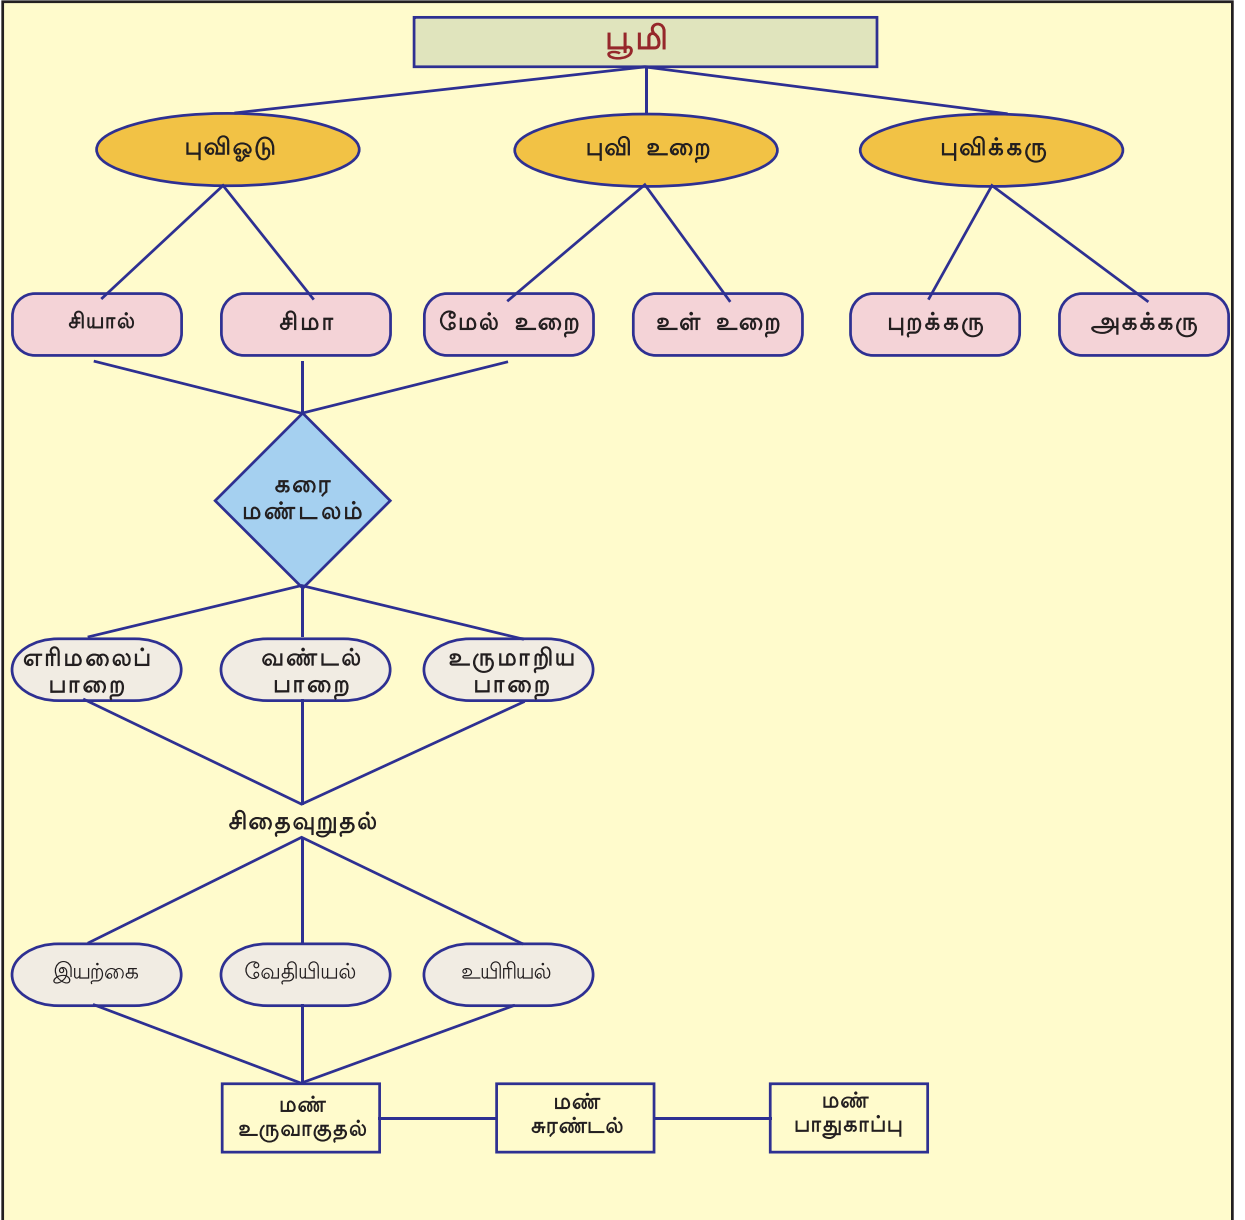 பூமி
புவிஓடு
புவி உறை
புவிக்கரு
சியால்
சிமா
மேல் உறை
உள் உறை
புறக்கரு
அகக்கரு
கரை
மண்டலம்
எரிமலைப்
பாறை
வண்டல்
பாறை
உருமாறிய
பாறை
சிதைவுறுதல்
இயற்கை
வேதியியல்
உயிரியல்
மண்
உருவாகுதல்
மண்
சுரண்டல்
மண்
பாதுகாப்பு